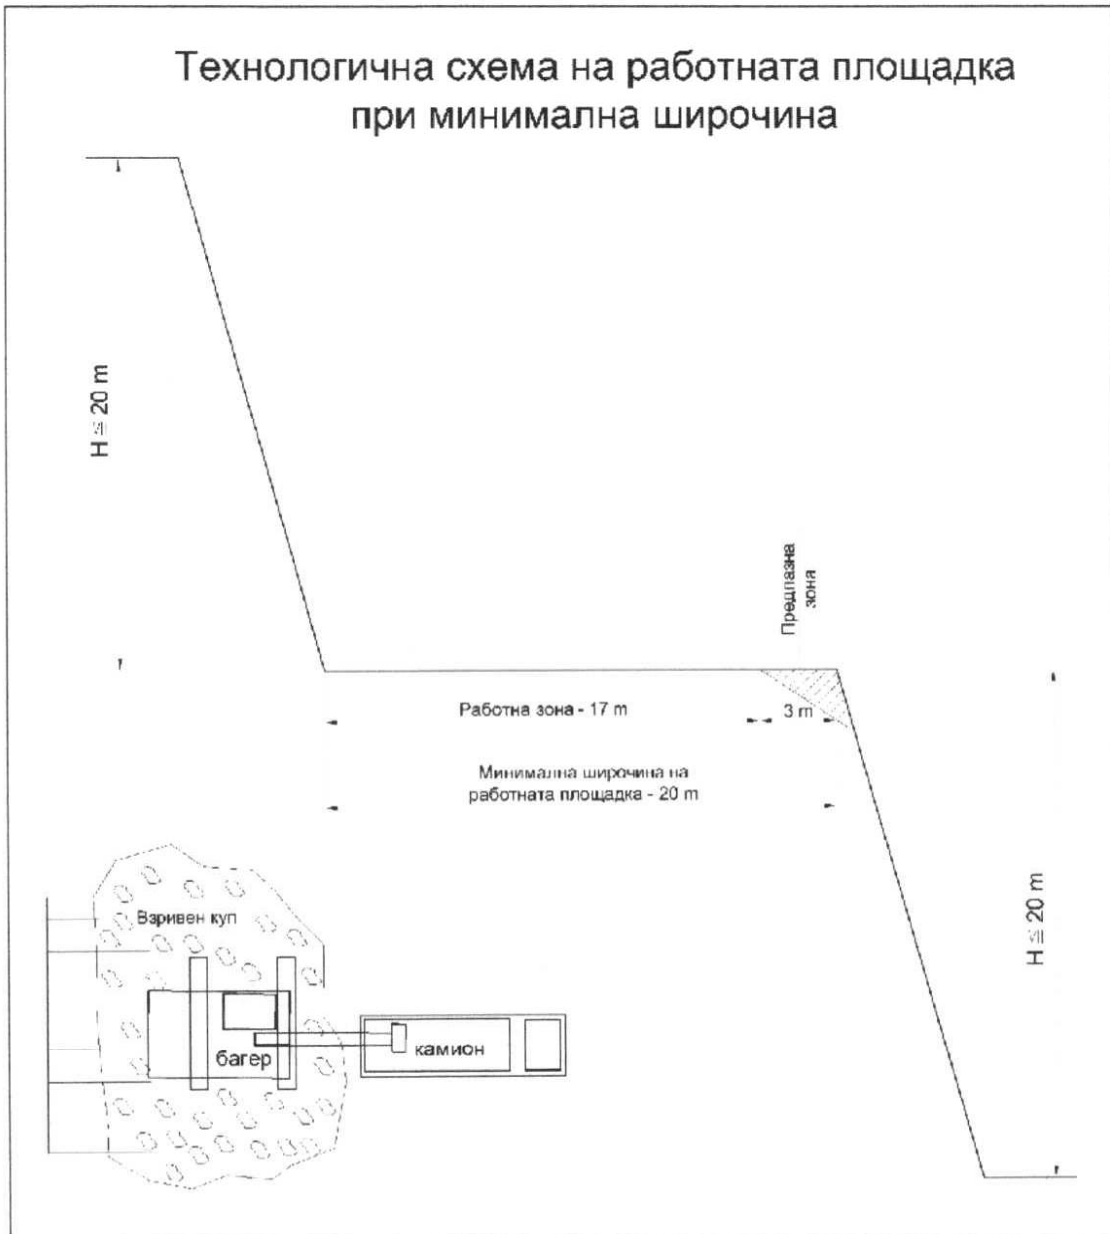 Технологична схема на работната площадка
при минимална широчина
H ≤ 20 m
Предпазна
зона
Работна зона - 17 m
3 m
Минимална широчина на
работната площадка - 20 m
Взривен куп
H ≤ 20 m
багер
камион